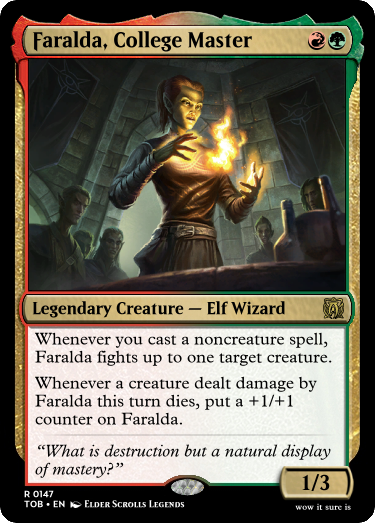 Faralda, College Master
Legendary Creature — Elf Wizard
Whenever you cast a noncreature spell,
Faralda fights up to one target creature.
Whenever a creature dealt damage by
Faralda this turn dies, put a +1/+1
counter on Faralda.
“What is destruction but a natural display
of mastery?”
1/3
R 0147
TOB • EN Elder Scrolls Legends
wow it sure is